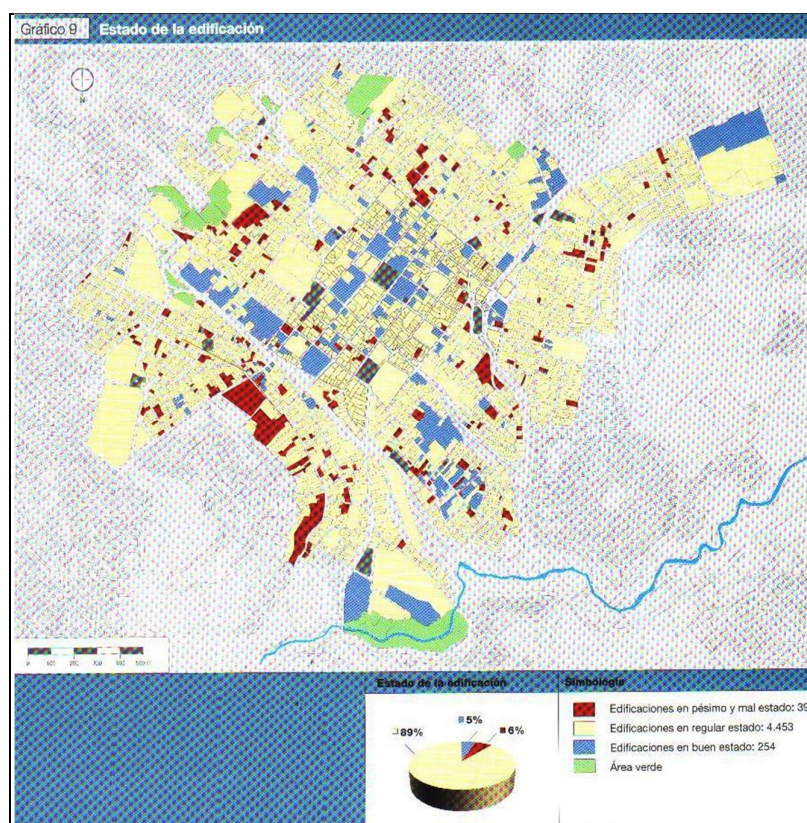 Gráfico 9
Estado de la edificación
N
Estado de la edificación
89%
5%
6%
Simbología
Edificaciones en pésimo y mal estado: 39
Edificaciones en regular estado: 4.453
Edificaciones en buen estado: 254
Área verde